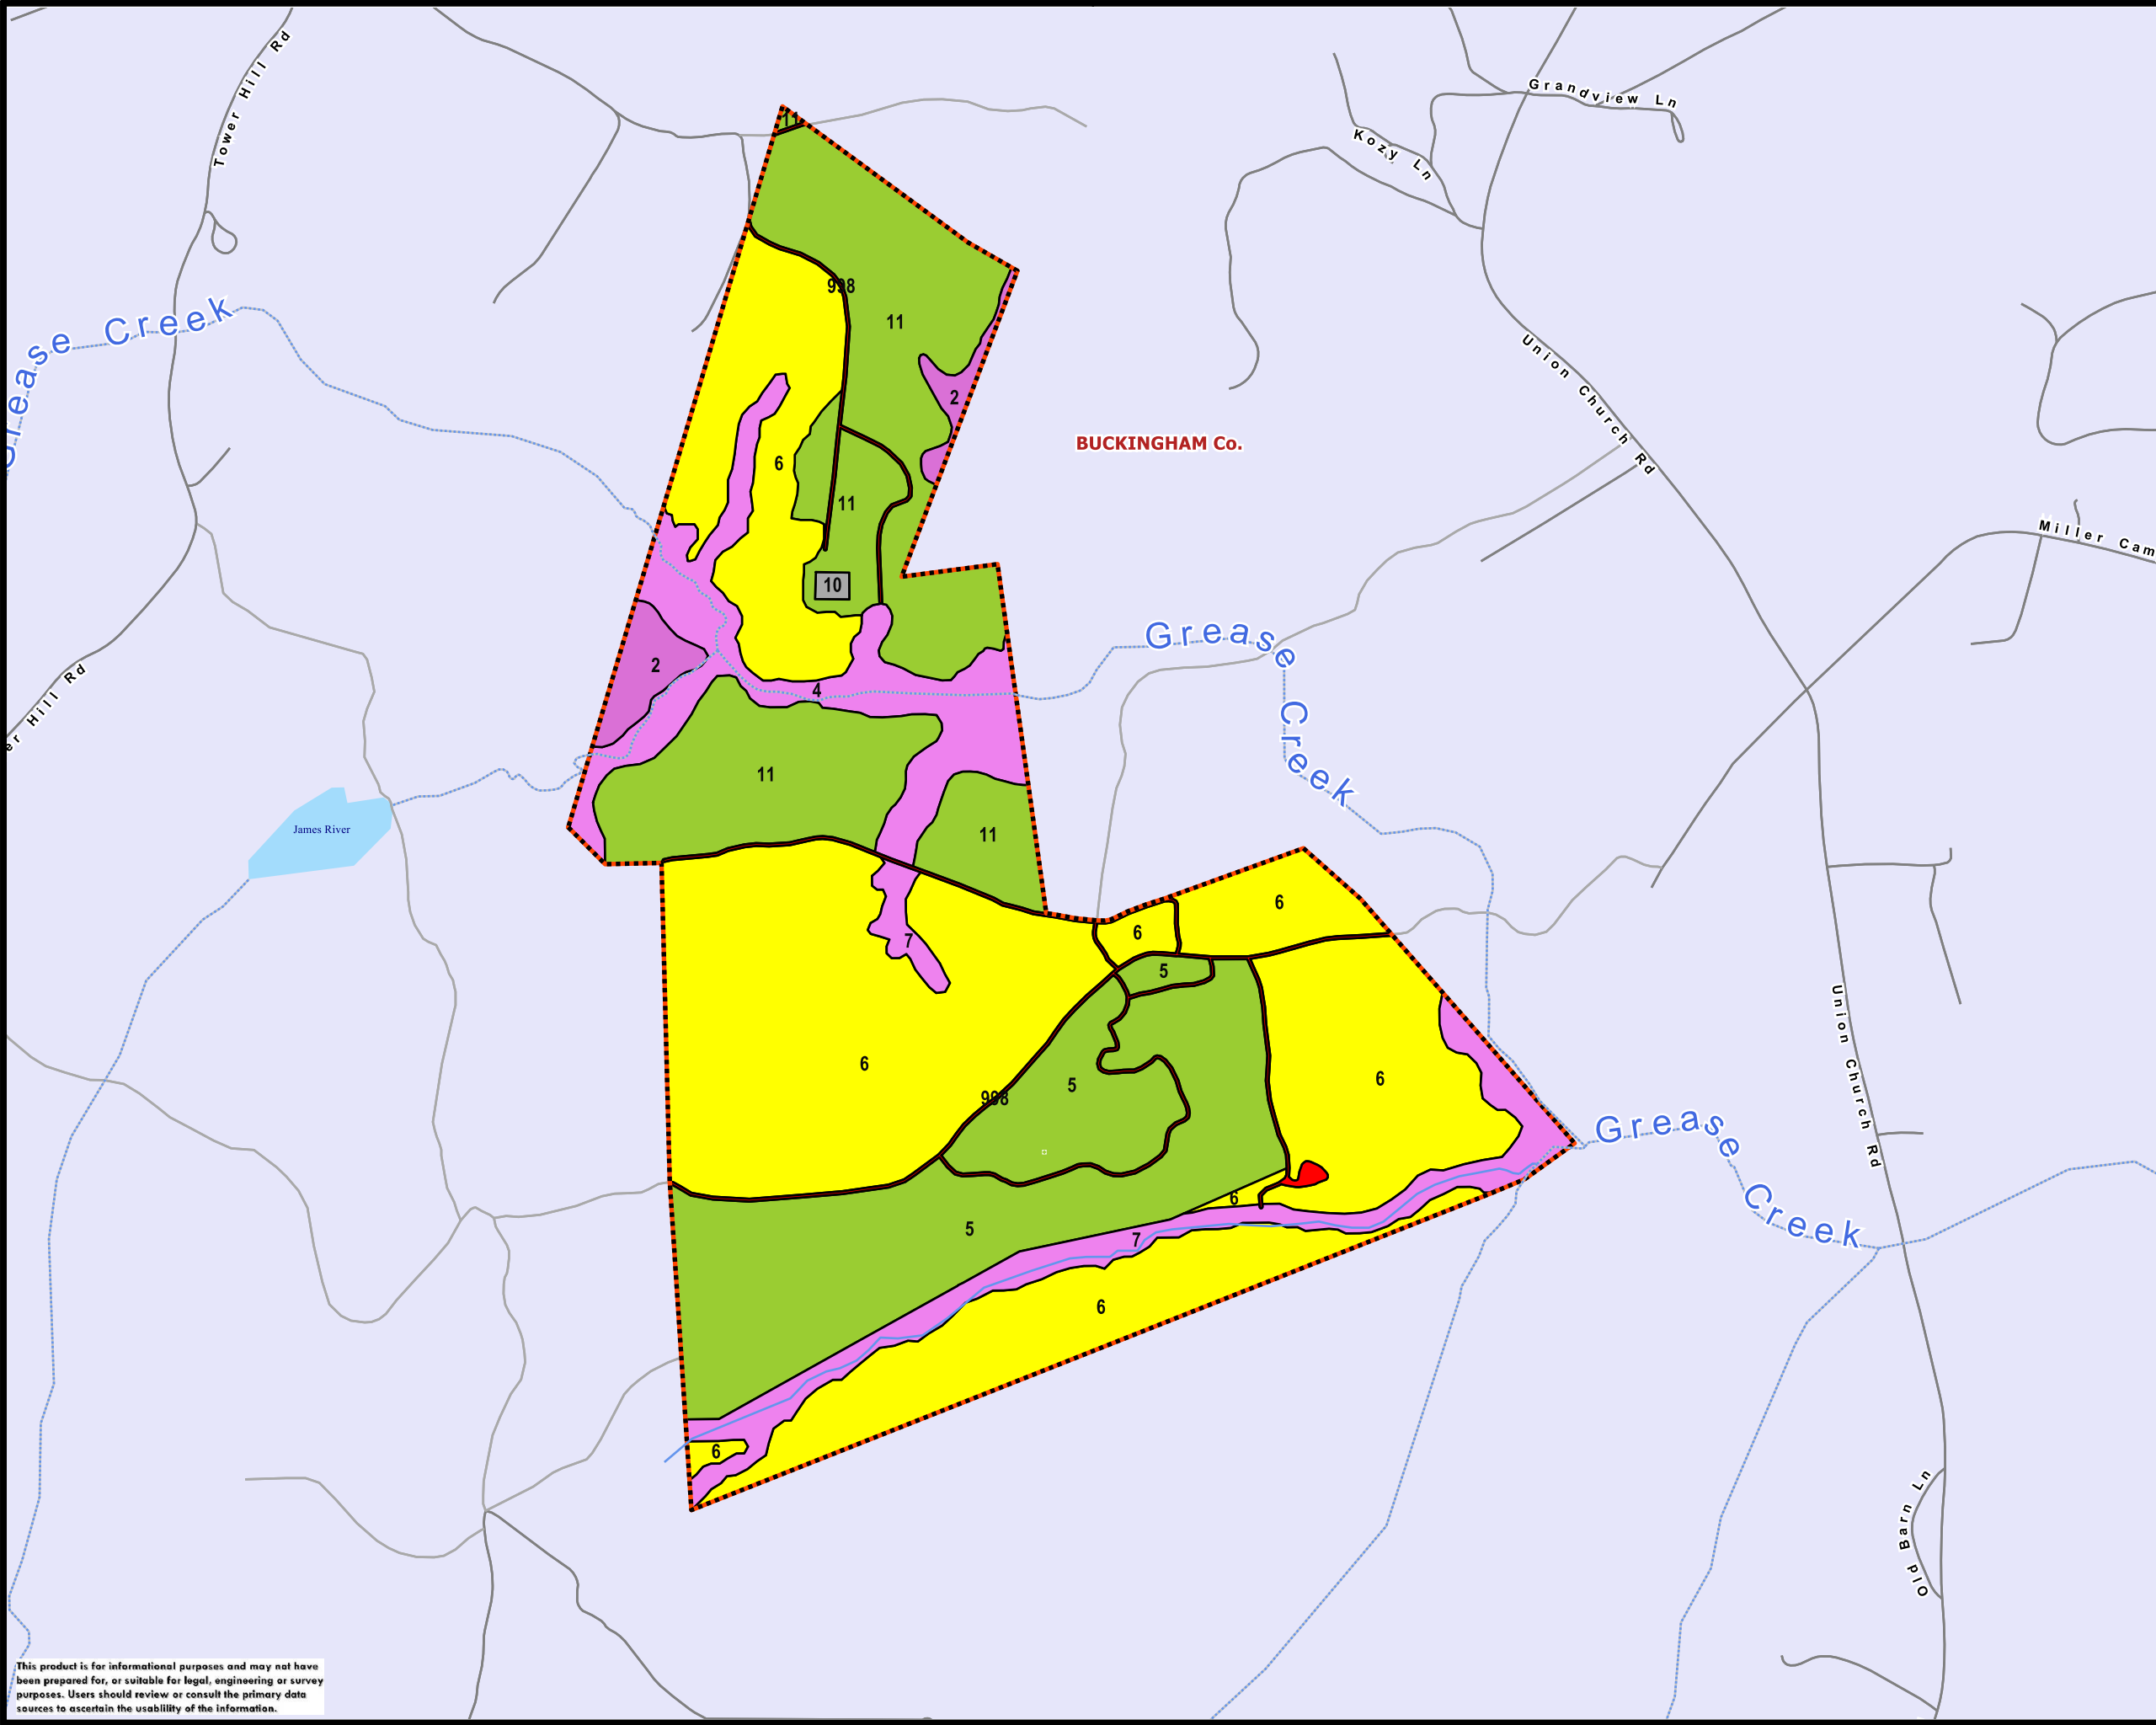 Tower Hill Rd
Grandview Ln
Kozy Ln
11
998
Grease Creek
11
Union Church Rd
2
BUCKINGHAM Co.
6
11
Miller Cam
10
Grease Creek
2
er Hill Rd
4
11
James River
11
6
6
7
5
Union Church Rd
6
5
6
998
Grease Creek
6
5
7
6
6
Old Barn Ln
This product is for informational purposes and may not have
been prepared for, or suitable for legal, engineering or survey
purposes. Users should review or consult the primary data
sources to ascertain the usablility of the information.